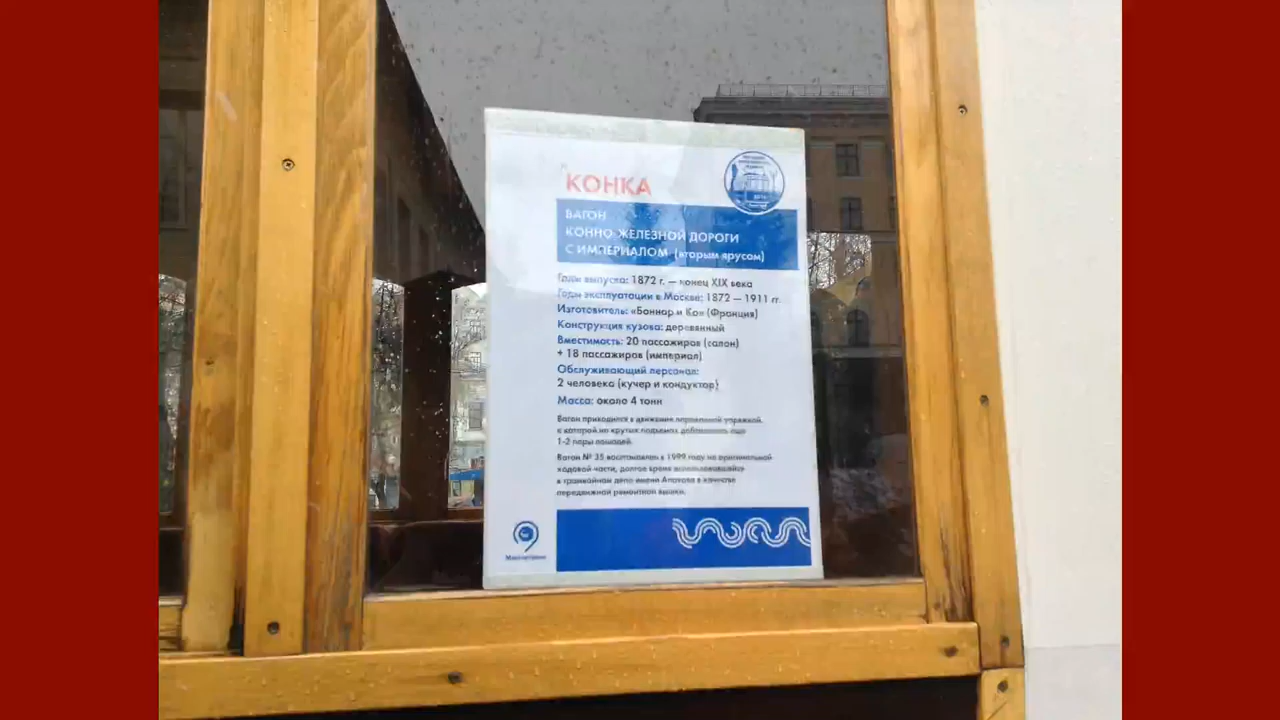 КОНКА
ВАГОН
КОННО-ЖЕЛЕЗНОЙ ДОРОГИ
С ИМПЕРИАЛОМ (вторым ярусом)
Годы выпуска: 1872 г. — конец XIX века
Годы эксплуатации в Москве: 1872 — 1911 гг.
Изготовитель: «Боннар и Ко» (Франция)
Конструкция кузова: деревянный
Вместимость: 20 пассажиров (салон)
+ 18 пассажиров (империал)
Обслуживающий персонал:
2 человека (кучер и кондуктор)
Масса: около 4 тонн
Вагон приводится в движение упряжкой,
к которой на крутых подъемах добавлялись еще
1-2 пары лошадей.
Вагон № 35 восстановлен в 1999 году на оригинальной
ходовой части, долгое время использовавшейся
в трамвайном депо имени Апакова в качестве
передвижной ремонтной вышки.
Мосгортранс